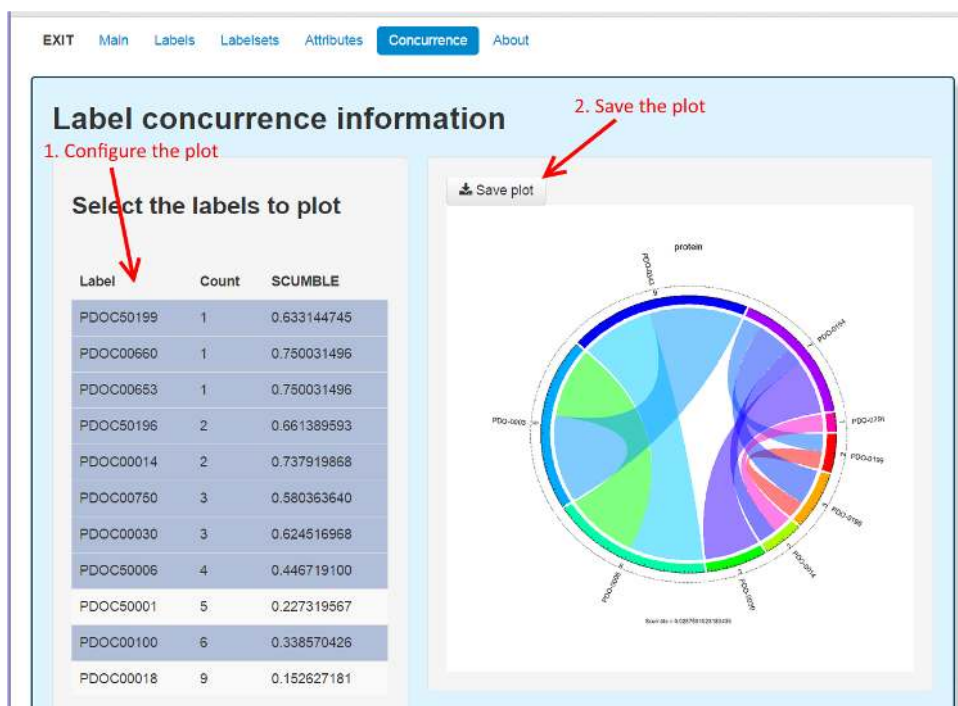 EXIT Main Labels Labelsets Attributes Concurrence About
Label concurrence information
2. Save the plot
1. Configure the plot
Save plot
Select the labels to plot
Label Count SCUMBLE
PDOC50199 1 0.633144745
PDOC00660 1 0.750031496
PDOC00653 1 0.750031496
PDOC50196 2 0.661389593
PDOC00014 2 0.737919868
PDOC00750 3 0.580363640
PDOC00030 3 0.624516968
PDOC50006 4 0.446719100
PDOC50001 5 0.227319567
PDOC00100 6 0.338570426
PDOC00018 9 0.152627181
protein